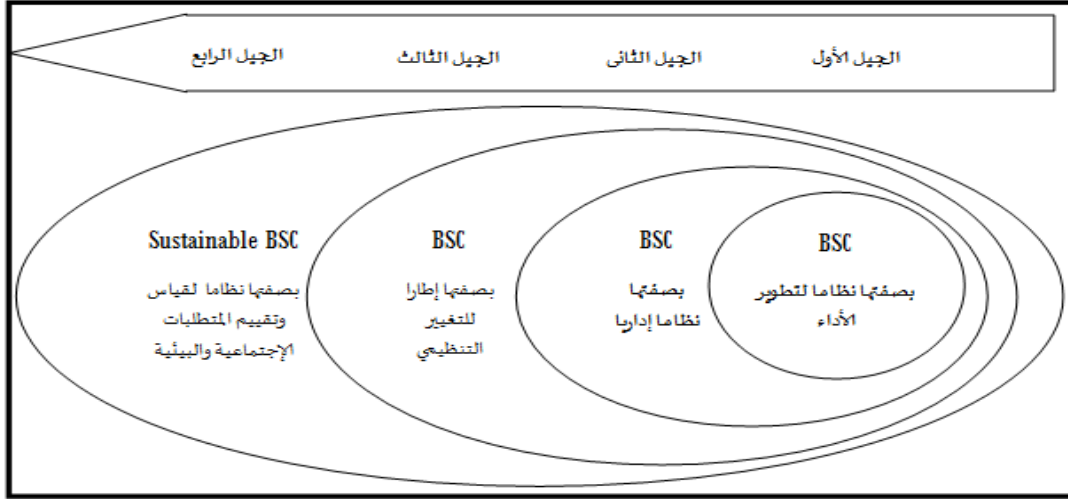 الجيل الأول
الجيل الثانى
الجيل الثالث
الجيل الرابع
BSC
بصفتها نظاما لتطوير
الأداء
BSC
بصفتها
نظاما إداريا
BSC
بصفتها إطارا
للتغيير
التنظيمي
Sustainable BSC
بصفتها نظاما لقياس
وتقييم المتطلبات
الإجتماعية والبيئية